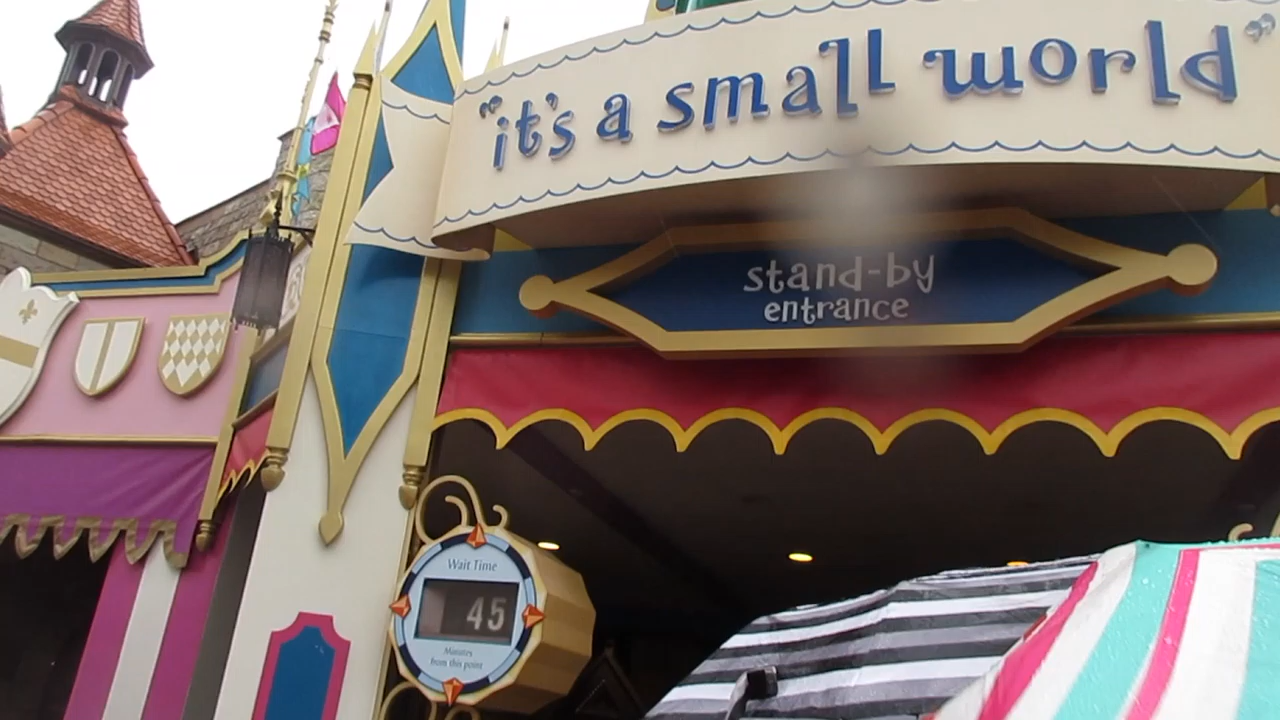 "it's a small world"
stand-by
entrance
Wait Time
45
Minutes
from this point